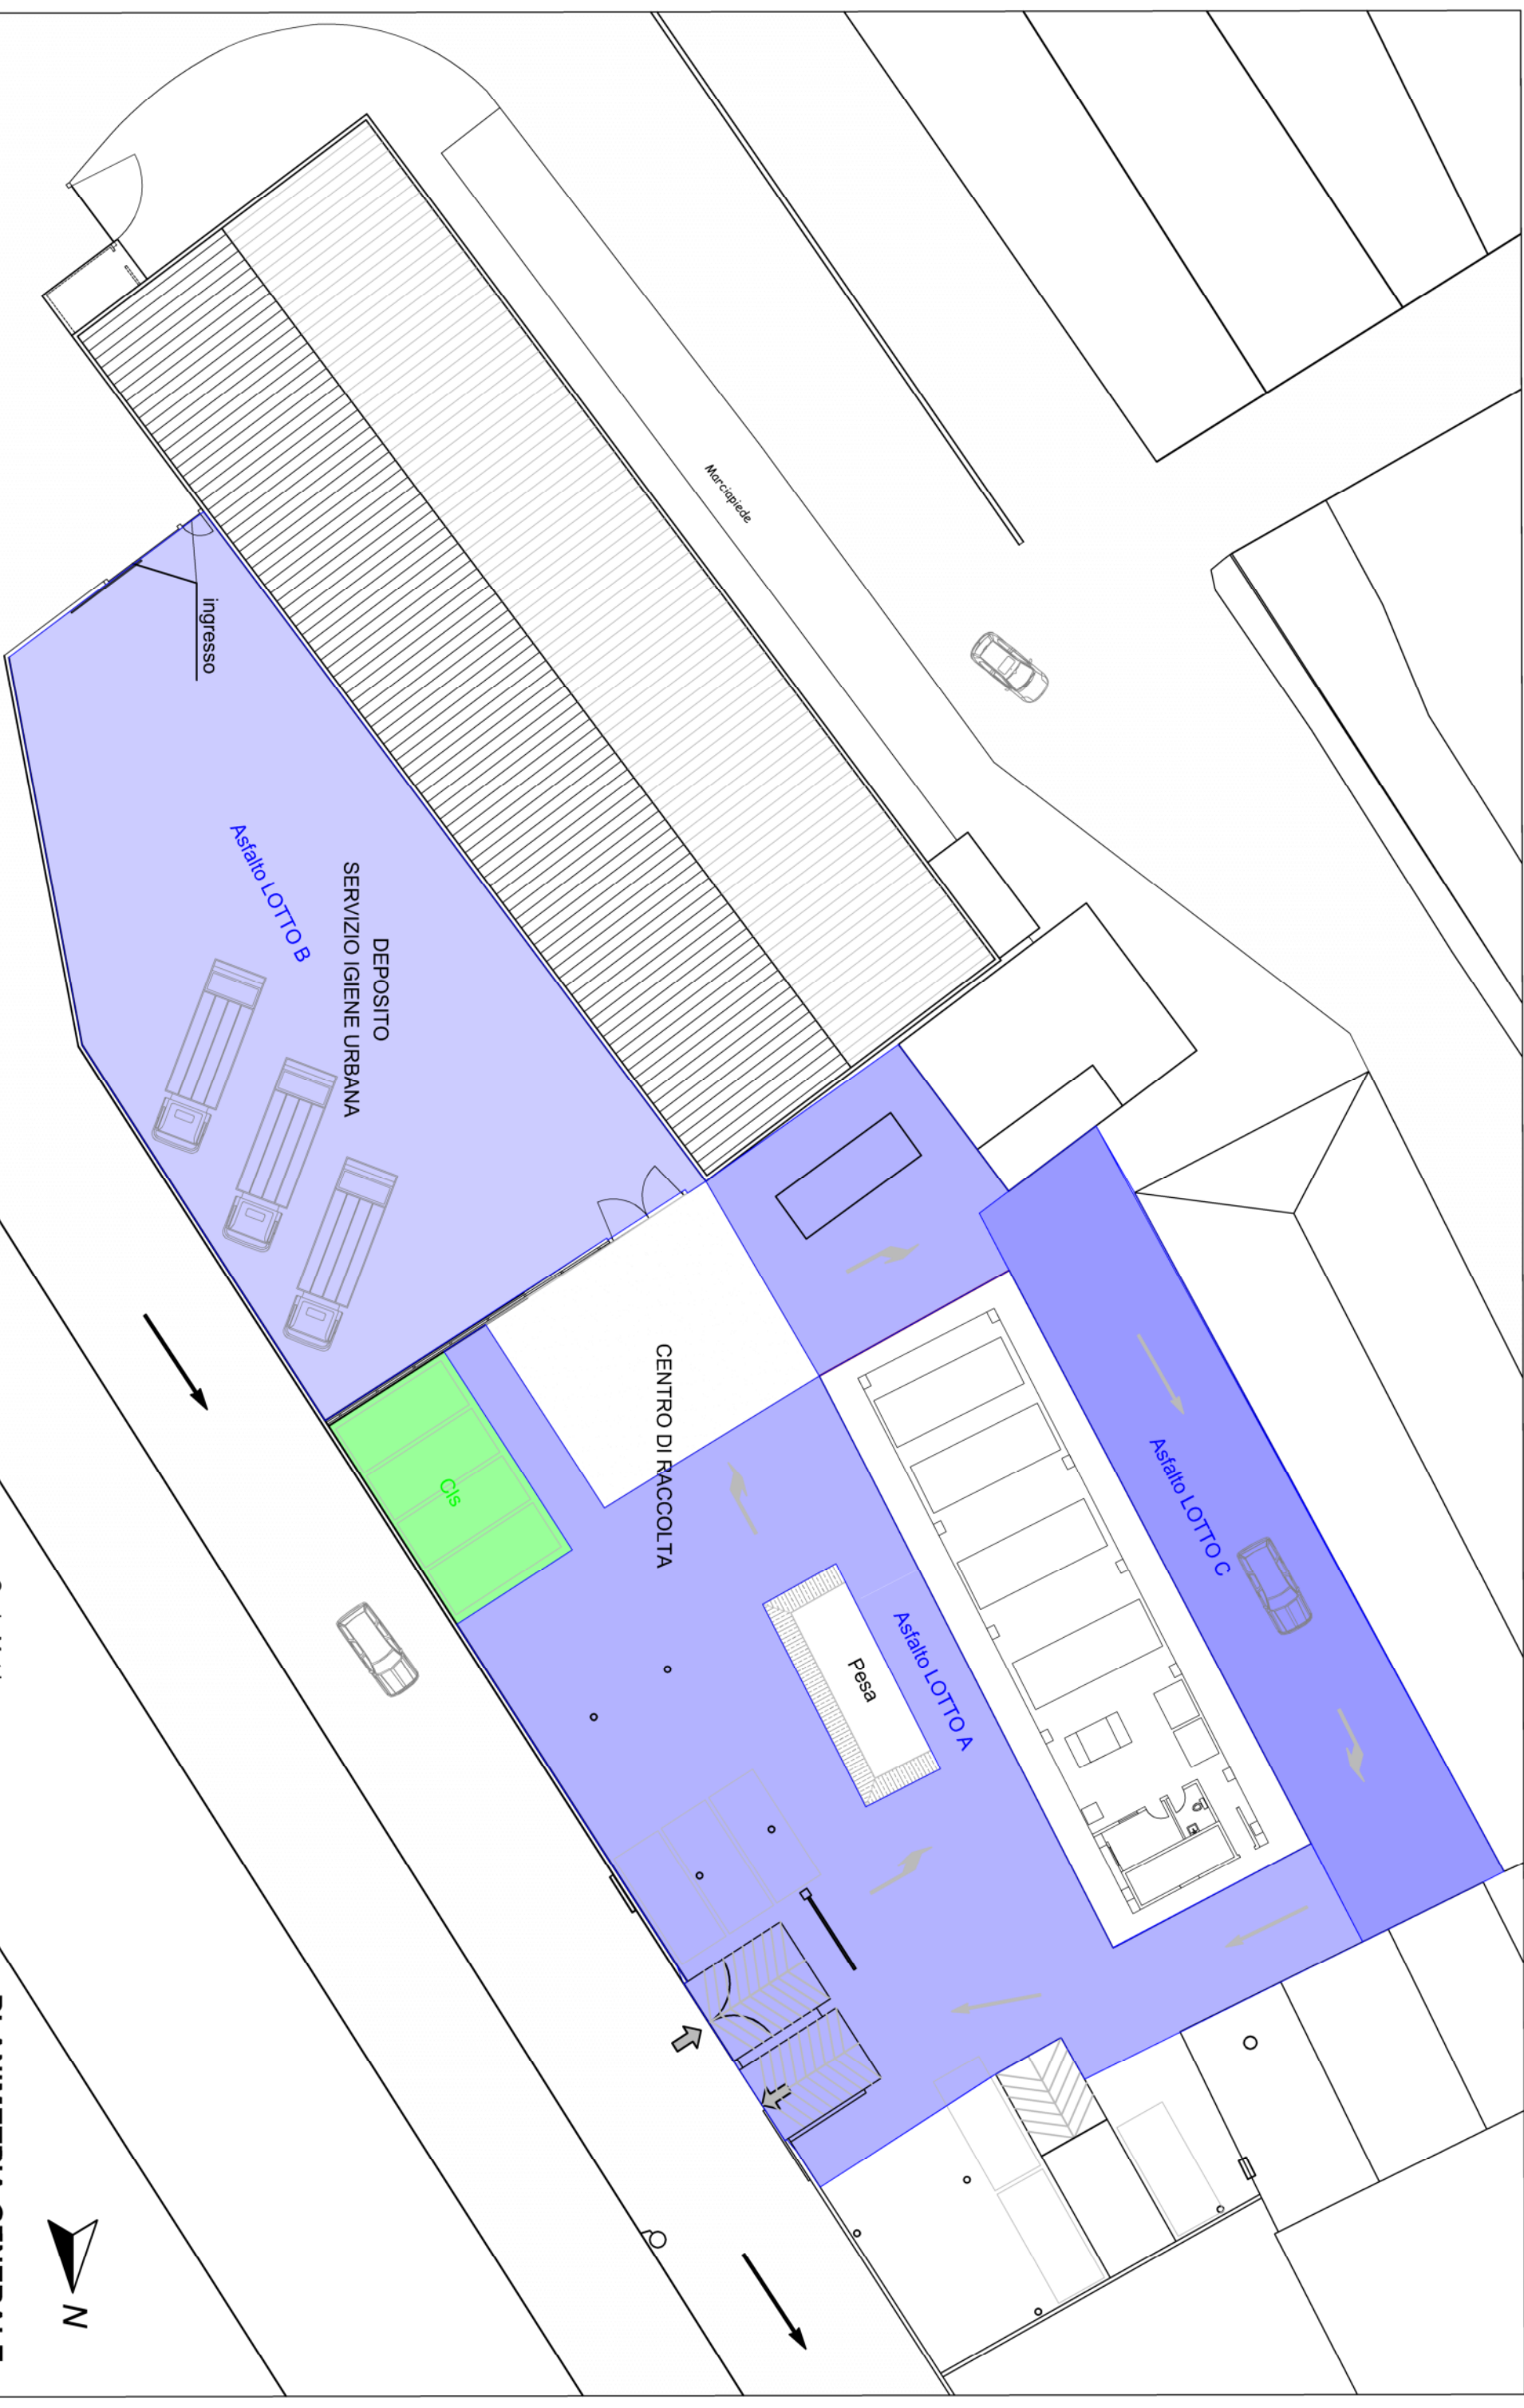 Marciapiede
ingresso
Asfalto LOTTO B
DEPOSITO
SERVIZIO IGIENE URBANA
CENTRO DI RACCOLTA
Cls
Asfalto LOTTO C
Asfalto LOTTO A
Pesa
N